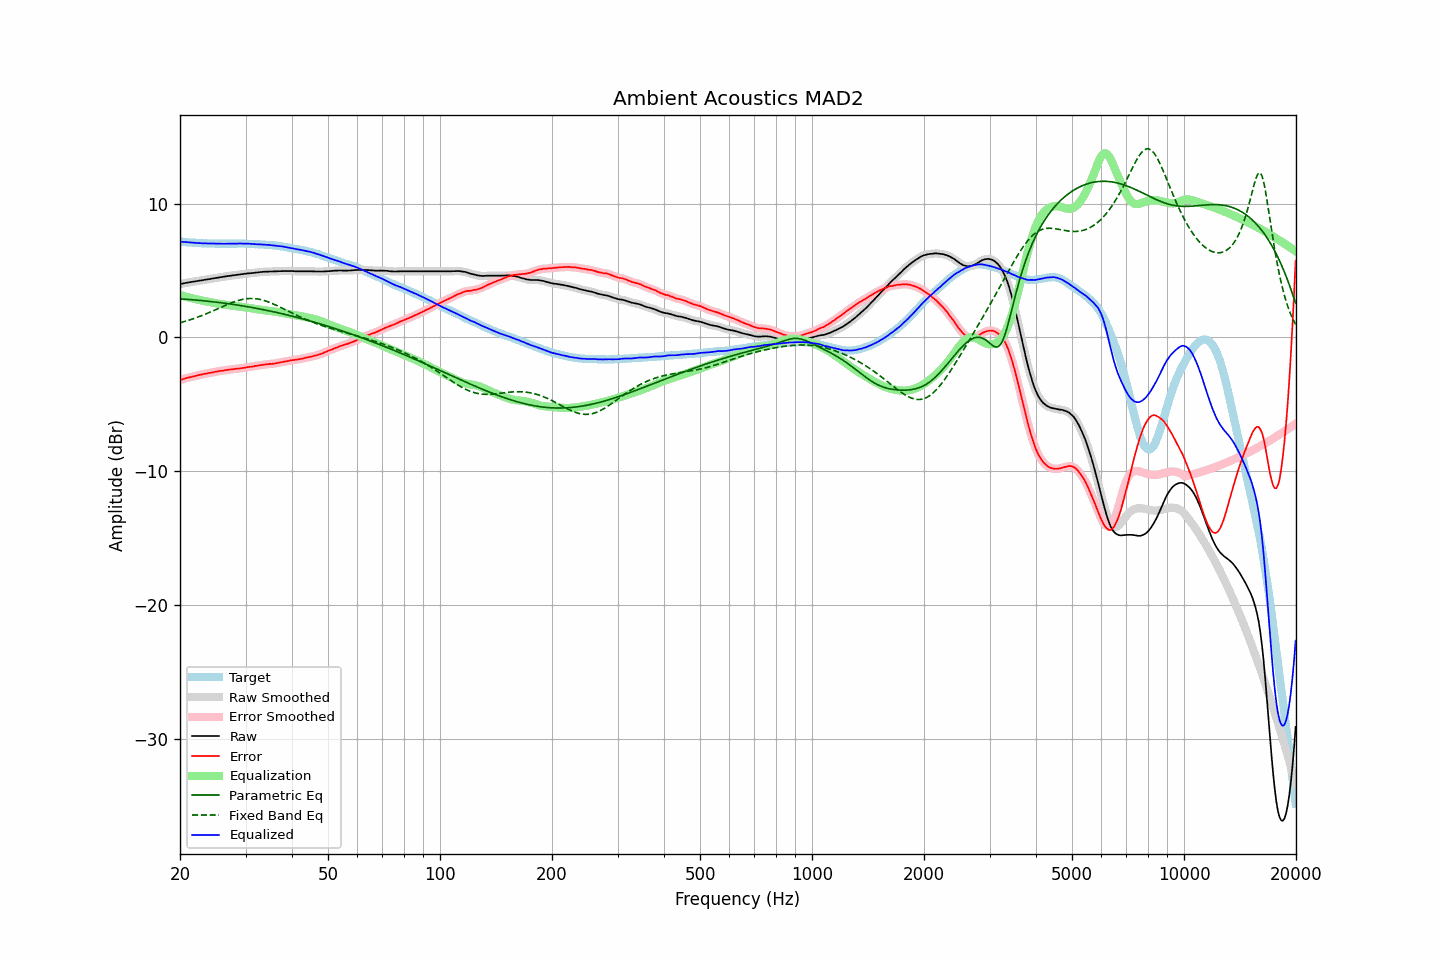 Ambient Acoustics MAD2
Amplitude (dBr)
10
0
−10
−20
−30
Target
Raw Smoothed
Error Smoothed
Raw
Error
Equalization
Parametric Eq
Fixed Band Eq
Equalized
20 50 100 200 500 1000 2000 5000 10000 20000
Frequency (Hz)